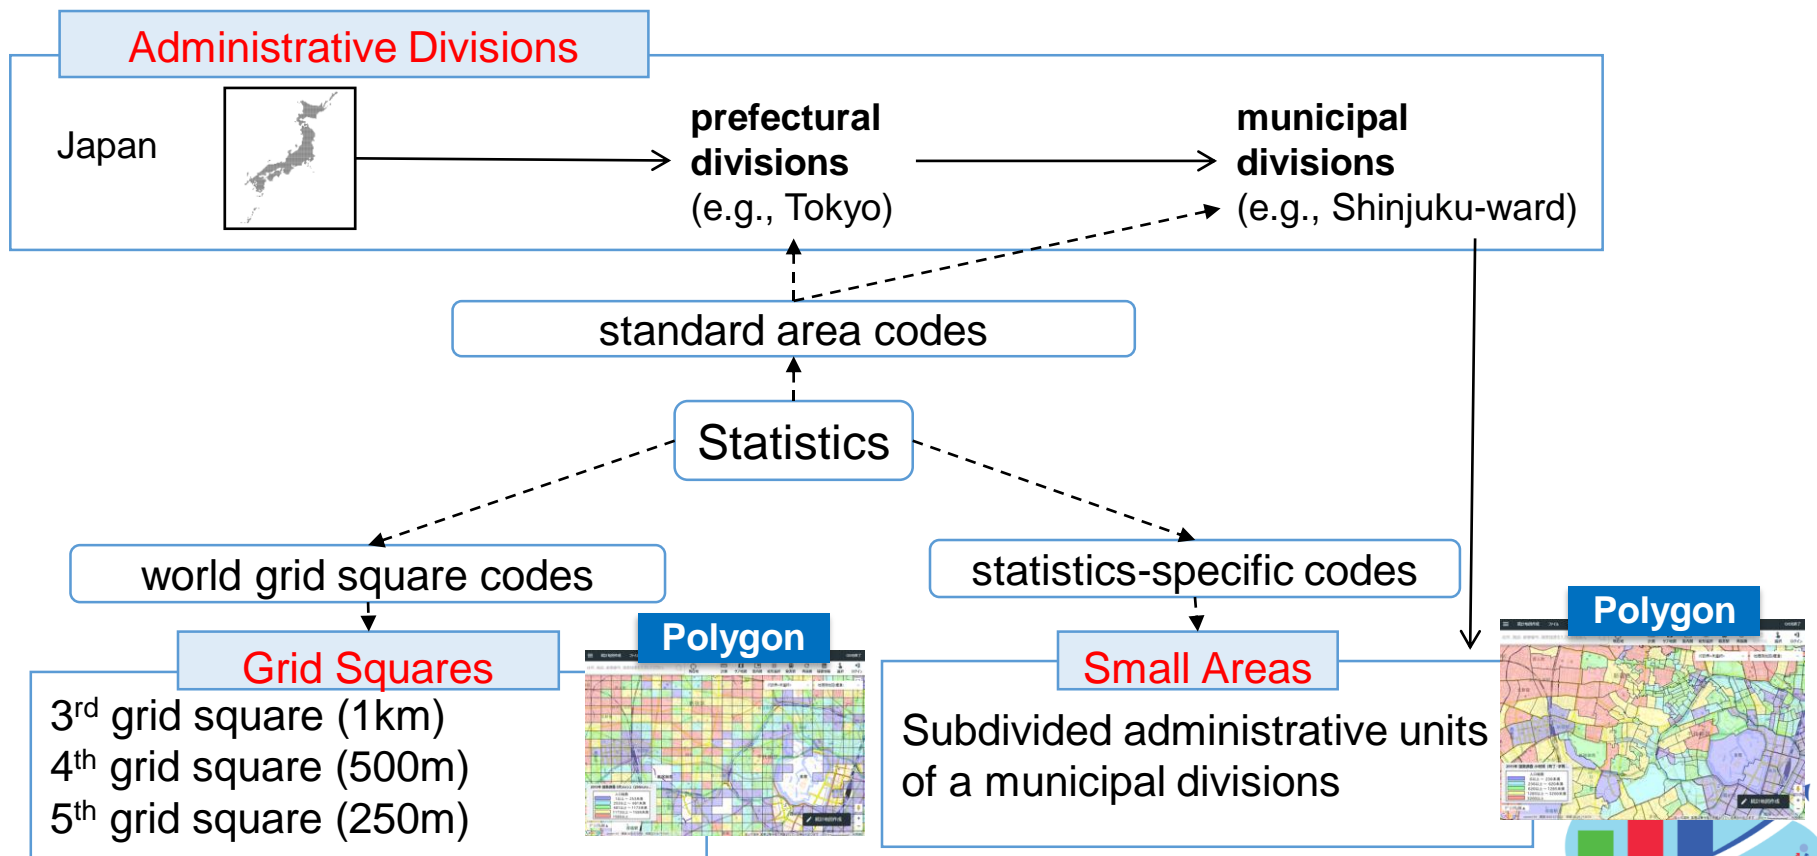 Administrative Divisions
Japan
prefectural
divisions
(e.g., Tokyo)
municipal
divisions
(e.g., Shinjuku-ward)
standard area codes
Statistics
world grid square codes
statistics-specific codes
Grid Squares
3rd grid square (1km)
4th grid square (500m)
5th grid square (250m)
Polygon
Small Areas
Subdivided administrative units
of a municipal divisions
Polygon